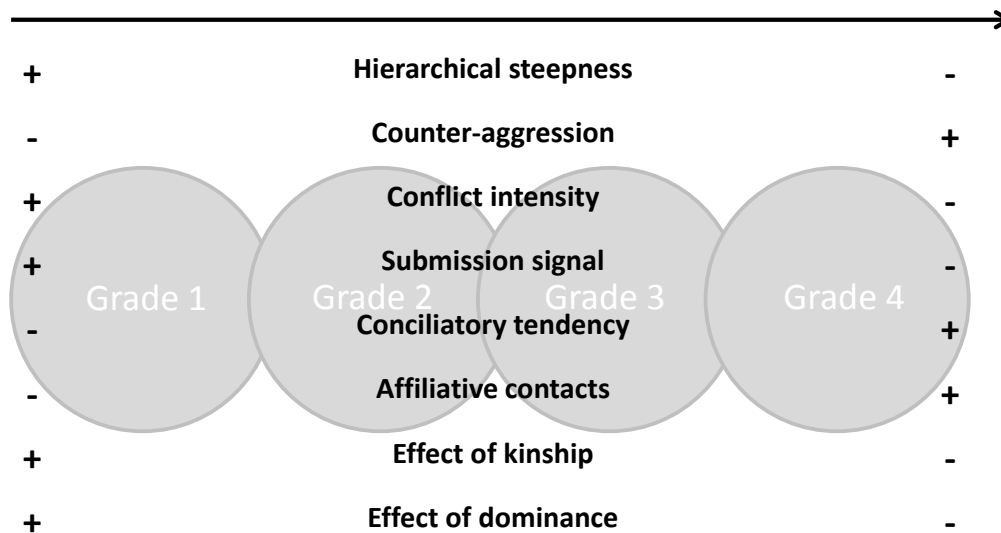 + Hierarchical steepness -
- Counter-aggression +
+ Conflict intensity -
+ Submission signal -
Grade 1 Grade 2 Grade 3 Grade 4
- Conciliatory tendency +
- Affiliative contacts +
+ Effect of kinship -
+ Effect of dominance -